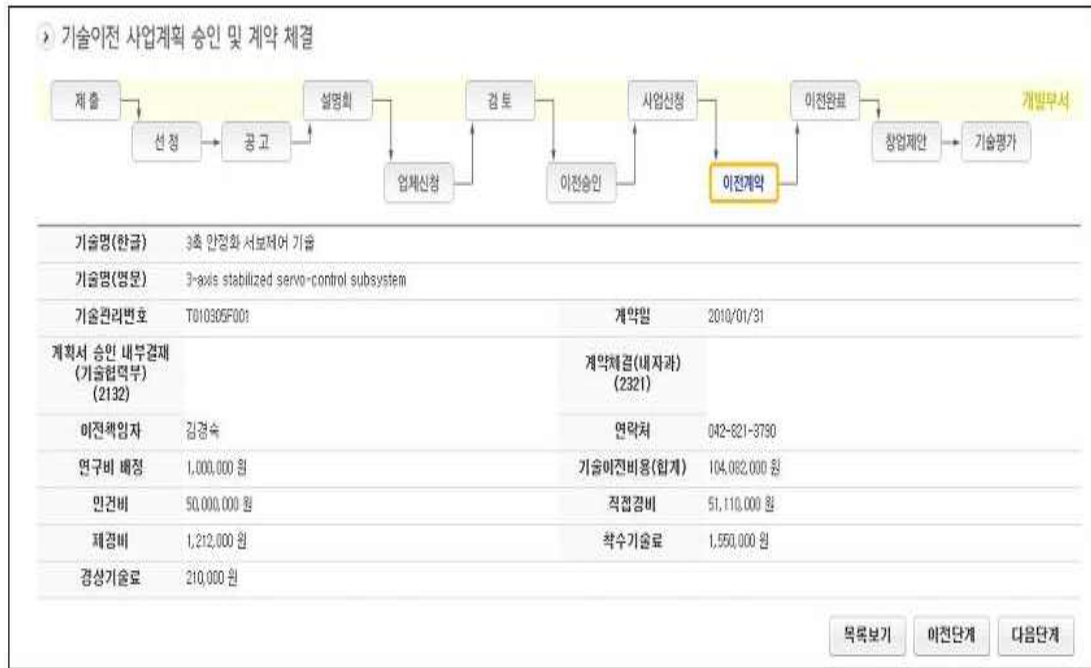 기술이전 사업계획 승인 및 계약 체결
제출 설명회 검토 사업신청 이전완료 개발부서
선정 공고 창업제안 기술평가
업체신청 이전승인 이전계약
기술명(한글) 3축 안정화 서보제어 기술
기술명(영문) 3-axis stabilized servo-control subsystem
기술관리번호 T010305F001 계약일 2010/01/31
계획서 승인 내부결재
(기술협력부)
(2132)
계약체결(내자과)
(2321)
이전책임자 김경숙 연락처 042-821-3790
연구비 배정 1,000,000 원 기술이전비용(합계) 104,082,000 원
인건비 50,000,000 원 직접경비 51,110,000 원
제경비 1,212,000 원 착수기술료 1,550,000 원
경상기술료 210,000 원
목록보기 이전단계 다음단계